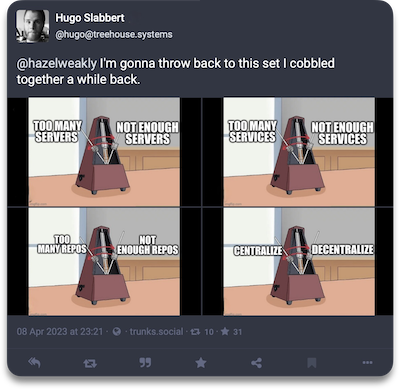 Hugo Slabbert
@hugo@treehouse.systems
@hazelweakly I'm gonna throw back to this set I cobbled
together a while back.
TOO MANY
SERVERS
NOT ENOUGH
SERVERS
TOO MANY
SERVICES
NOT ENOUGH
SERVICES
TOO
MANY REPOS
NOT
ENOUGH REPOS
CENTRALIZE
DECENTRALIZE
08 Apr 2023 at 23:21 · trunks.social · 10 · 31